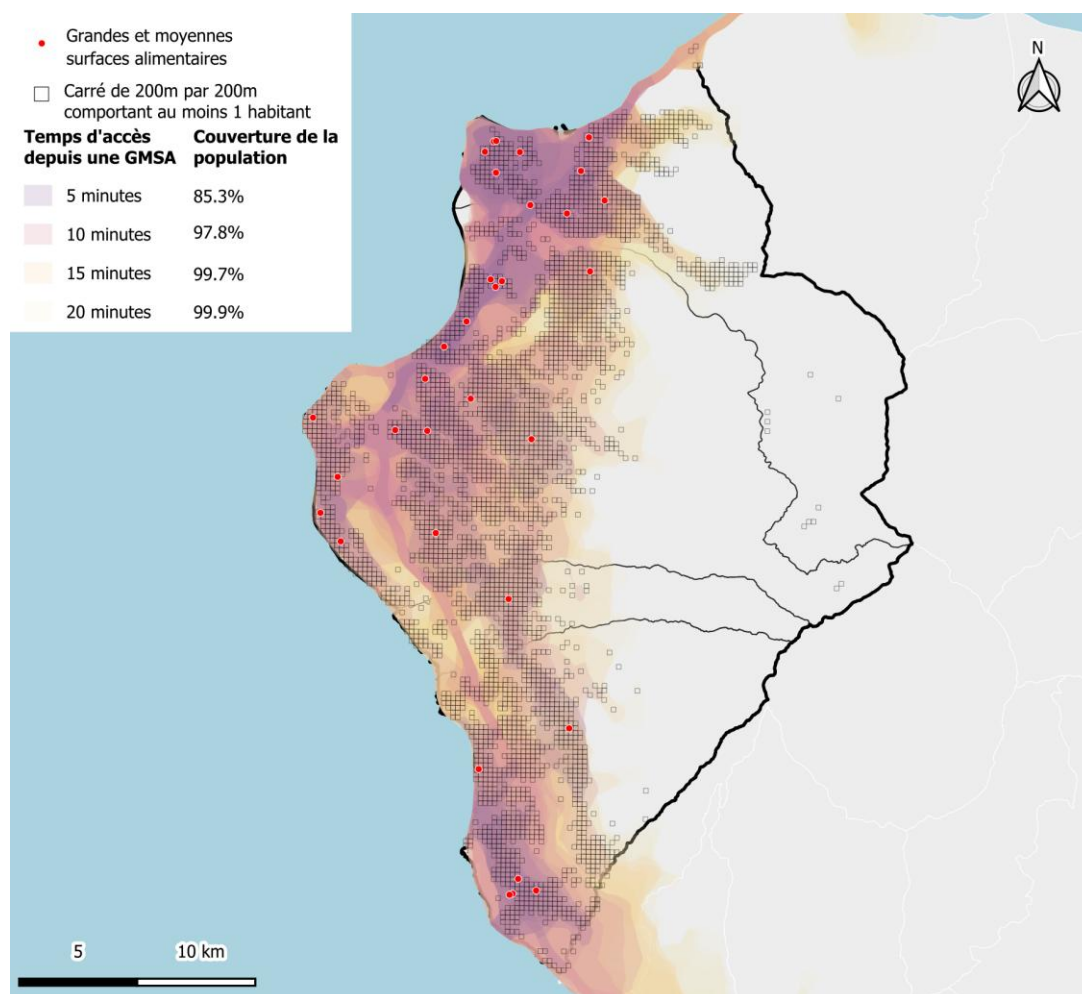 Grandes et moyennes
surfaces alimentaires
Carré de 200m par 200m
comportant au moins 1 habitant
Temps d'accès Couverture de la
depuis une GMSA population
5 minutes 85.3%
10 minutes 97.8%
15 minutes 99.7%
20 minutes 99.9%
N
5 10 km